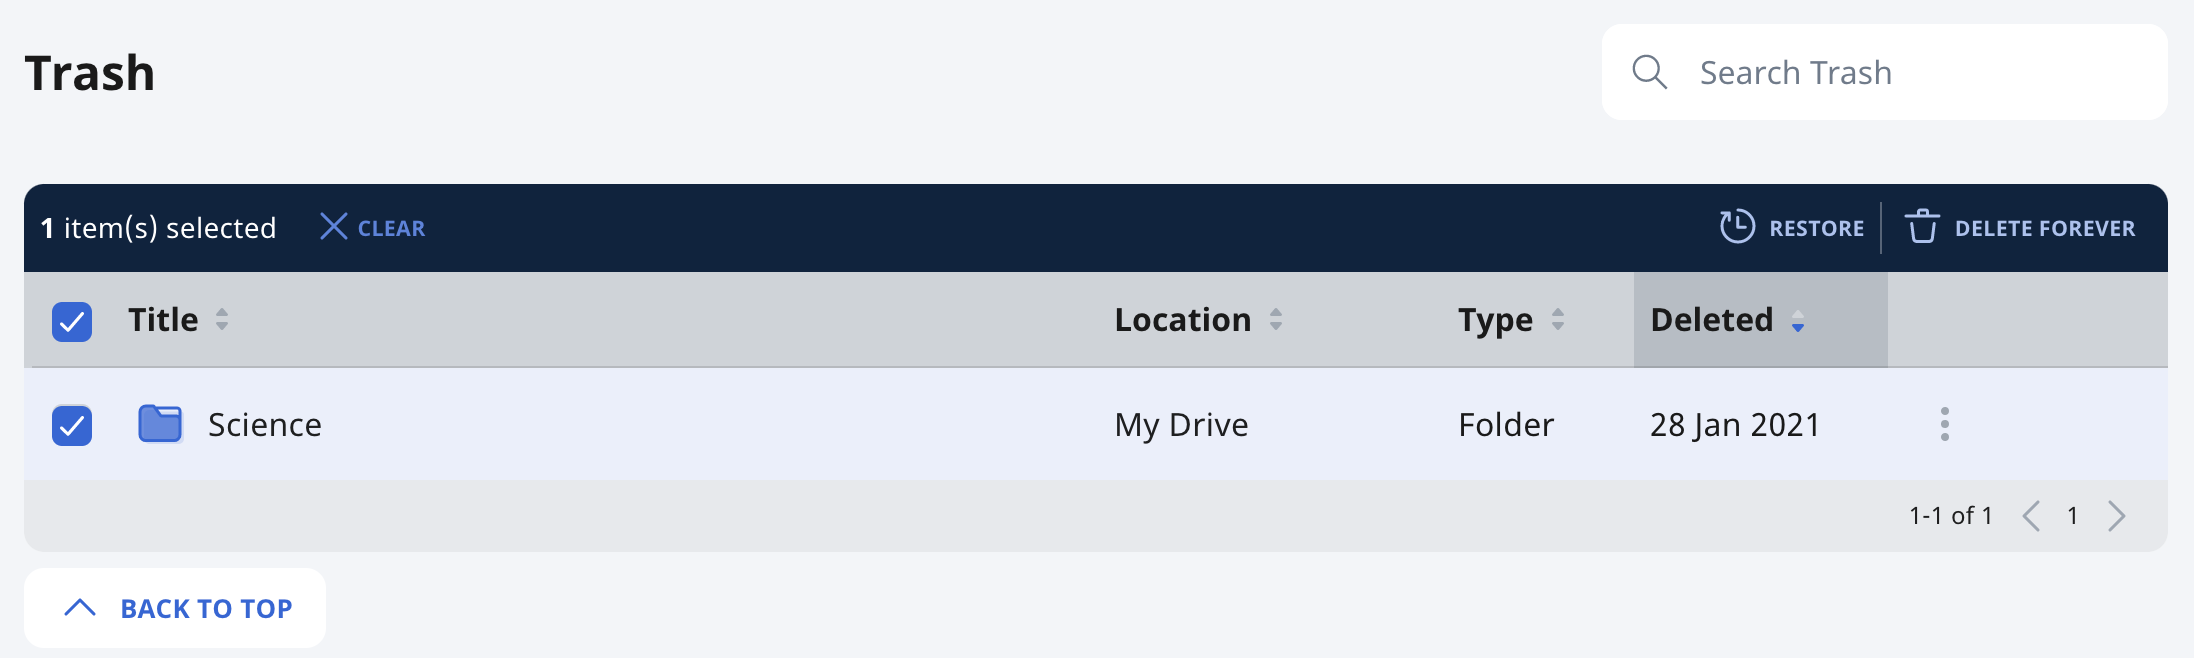 Trash
Search Trash
1 item(s) selected CLEAR RESTORE DELETE FOREVER
Title Location Type Deleted
Science My Drive Folder 28 Jan 2021
1-1 of 1 1
BACK TO TOP